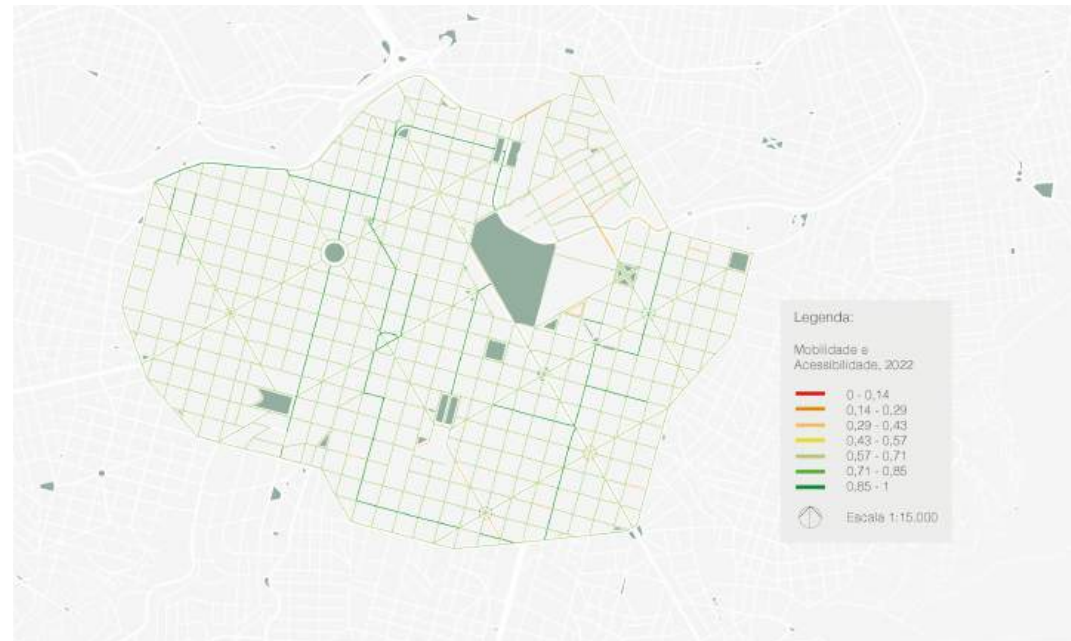 Legenda:
Mobilidade e
Acessibilidade, 2022
0 - 0,14
0,14 - 0,29
0,29 - 0,43
0,43 - 0,57
0,57 - 0,71
0,71 - 0,85
0,85 - 1
Escala 1:15.000